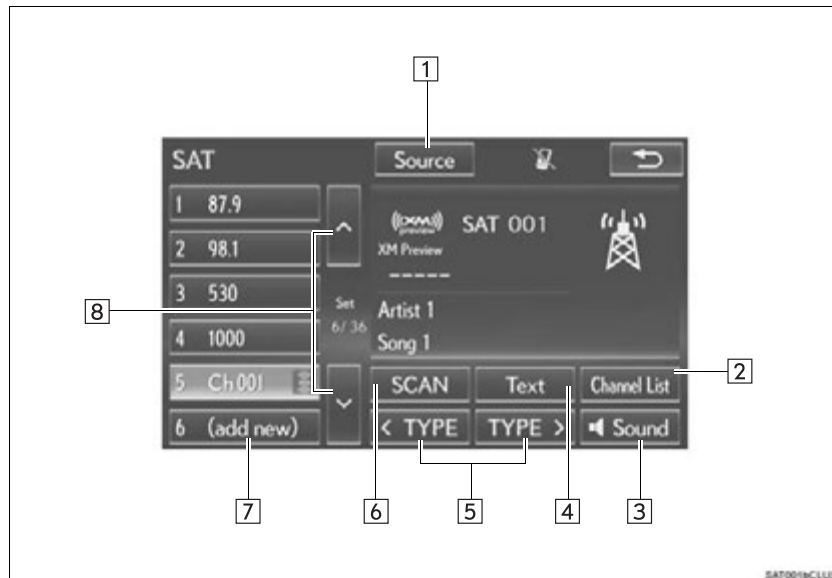 1
SAT
Source
1 87.9
2 98.1
3 530
4 1000
5 Ch 001
6 (add new)
Set
6/36
((XM))
preview
XM Preview
SAT 001
-----
Artist 1
Song 1
SCAN
Text
Channel List
< TYPE
TYPE >
Sound
8
2
7
6
5
4
3